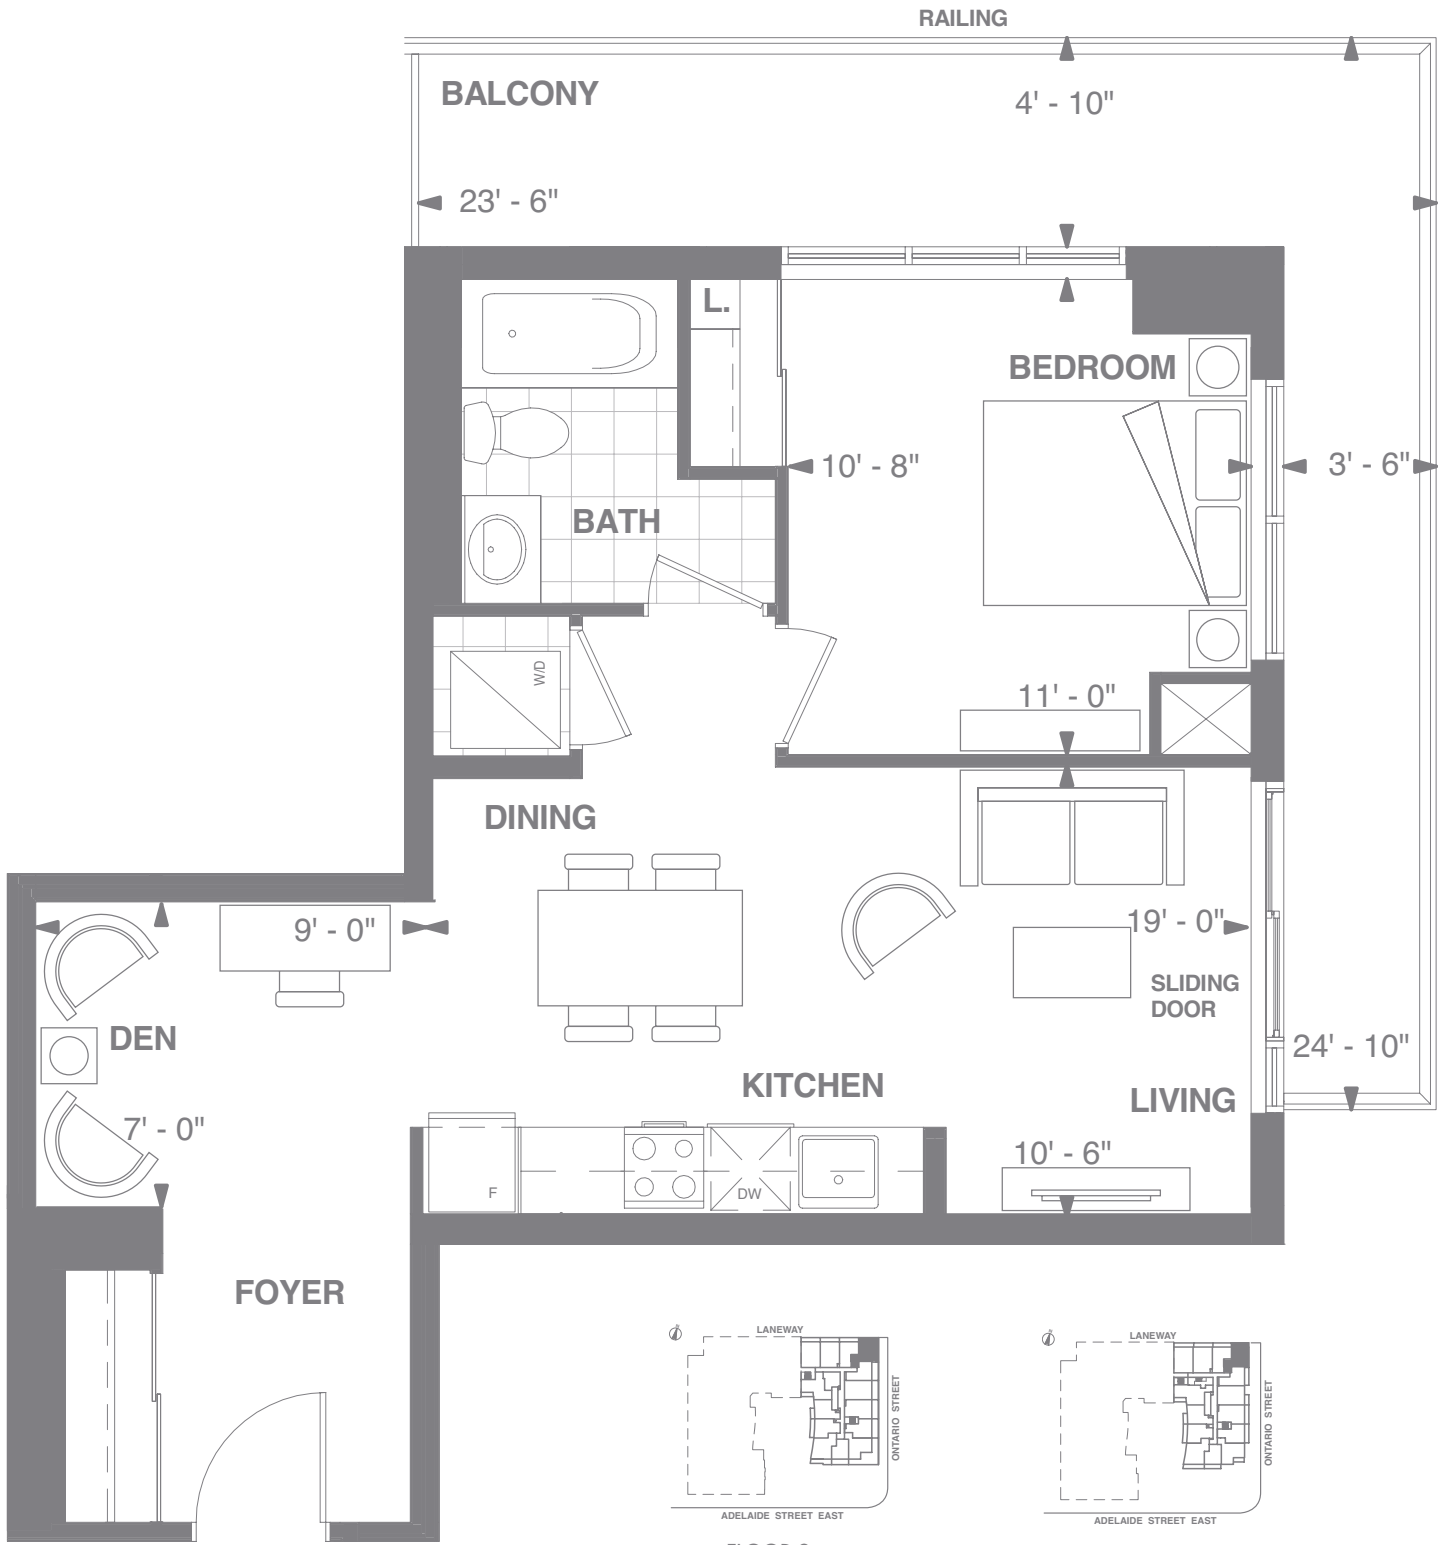 RAILING
BALCONY
4' - 10"
23' - 6"
L.
BEDROOM
10' - 8"
3' - 6"
BATH
W/D
11' - 0"
DINING
9' - 0"
19' - 0"
SLIDING
DOOR
DEN
24' - 10"
KITCHEN
LIVING
7' - 0"
10' - 6"
F
DW
FOYER
LANEWAY
ONTARIO STREET
ADELAIDE STREET EAST
LANEWAY
ONTARIO STREET
ADELAIDE STREET EAST